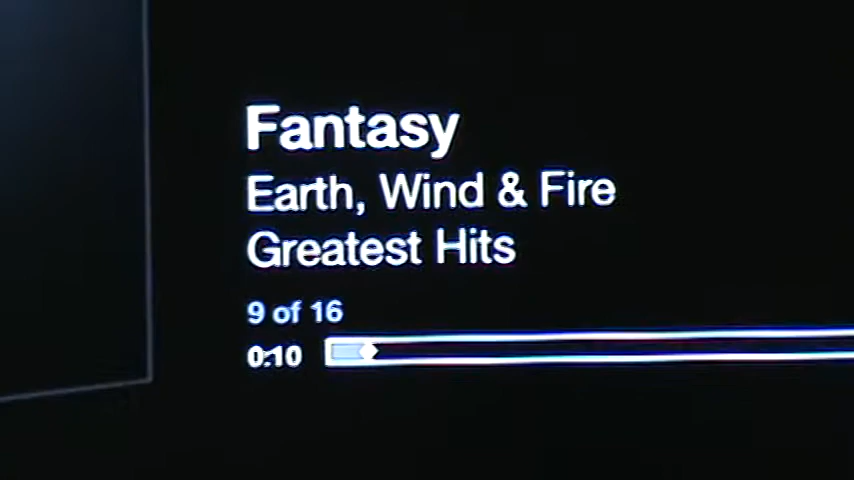 Fantasy
Earth, Wind & Fire
Greatest Hits
9 of 16
0:10